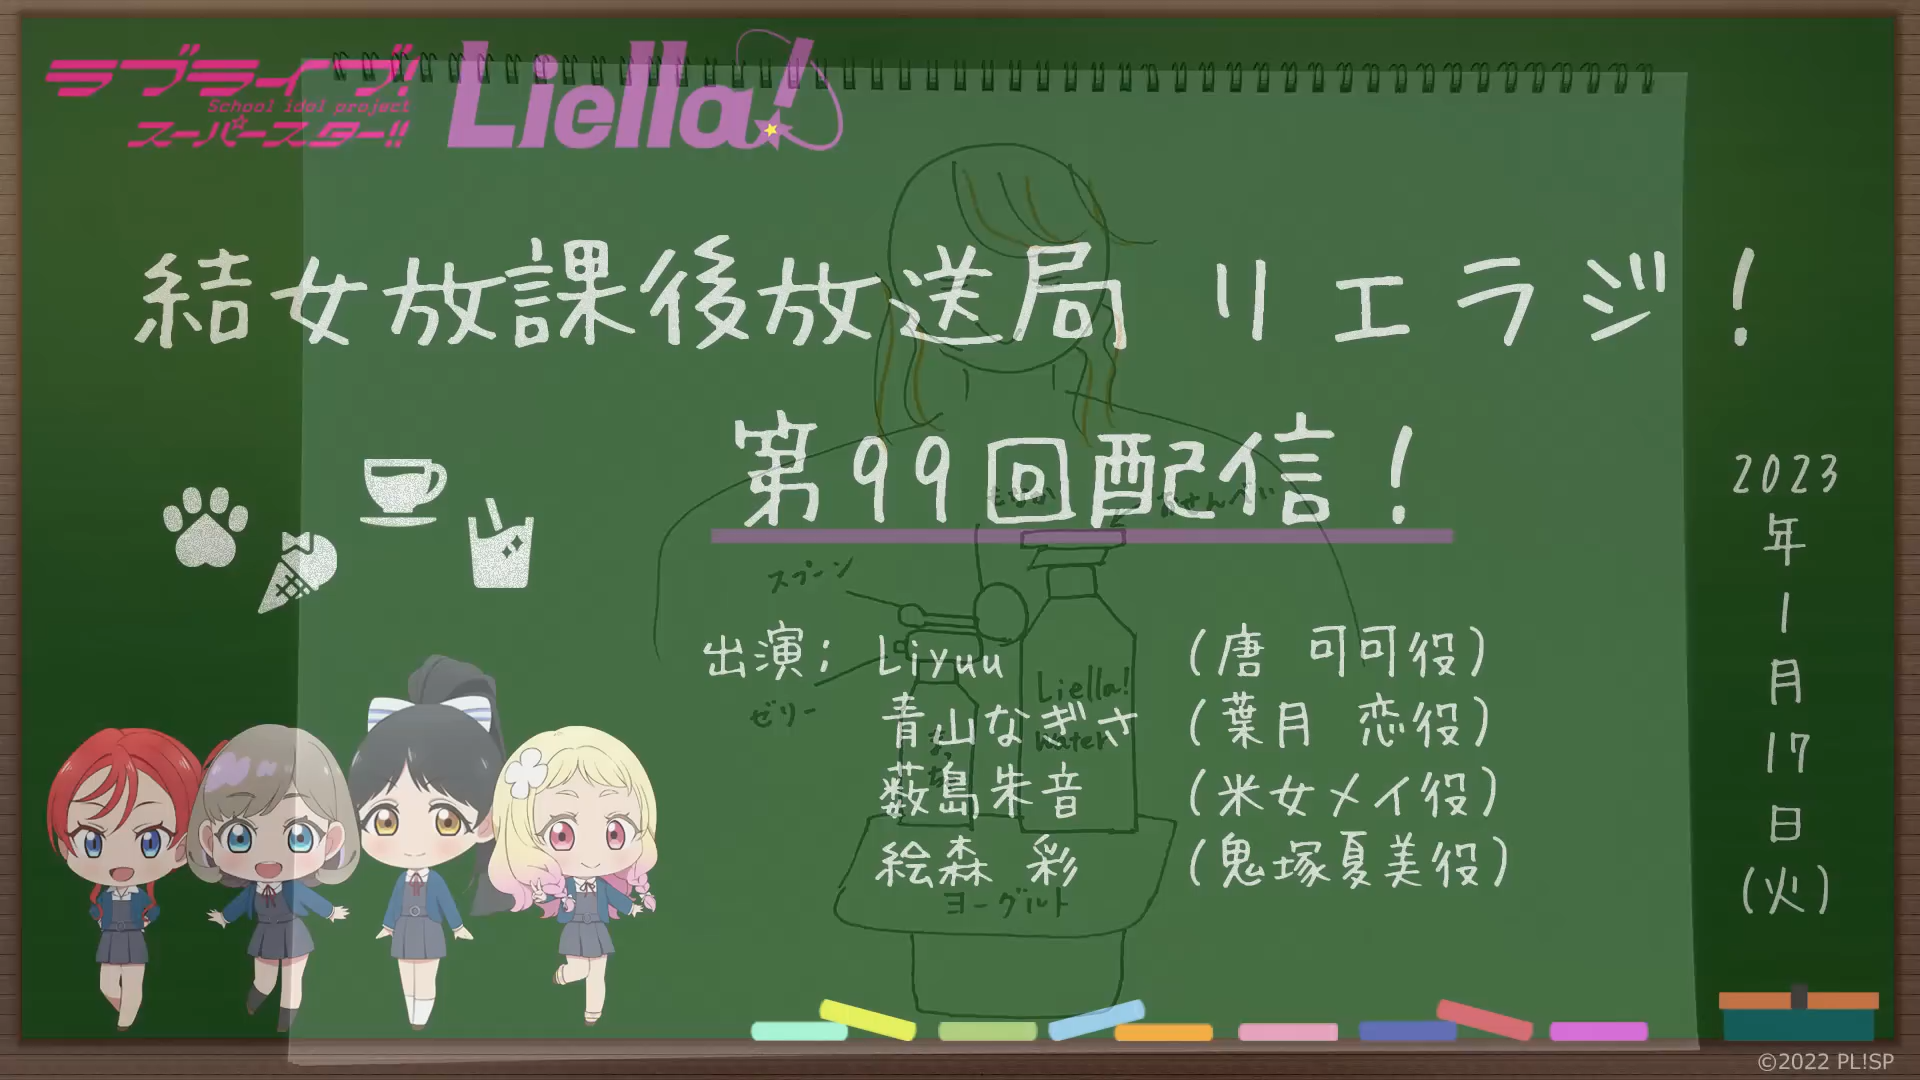 ラブライブ!
School idol project
スーパースター!!
Liella!
結女放課後放送局 リエラジ!
第99回配信!
おせんべい
スプーン
ゼリー
出演: Liyuu (唐 可可役)
青山なぎさ (葉月 恋役)
薮島朱音 (米女メイ役)
絵森 彩 (鬼塚夏美役)
Liella!
water
ヨーグルト
2023年1月17日(火)
©2022 PL!SP